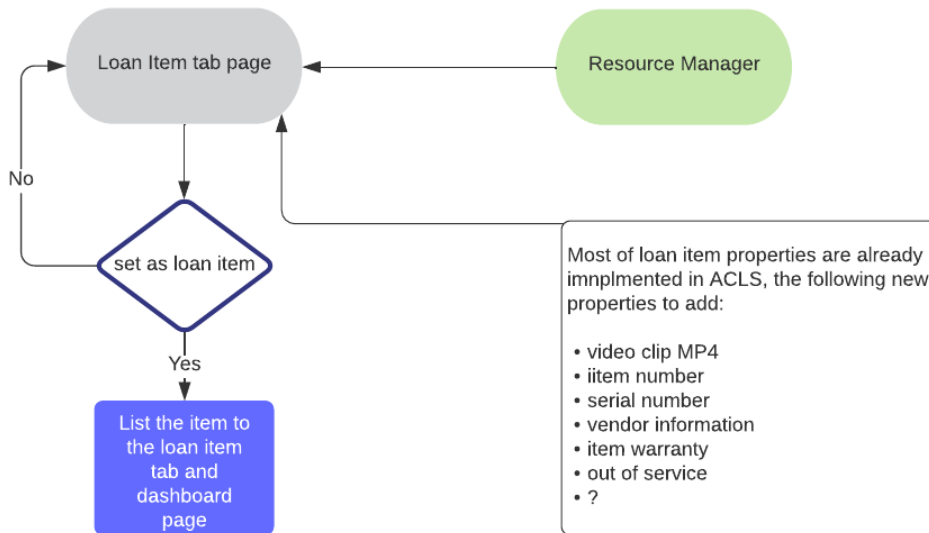 Loan Item tab page
Resource Manager
No
set as loan item
Yes
List the item to
the loan item
tab and
dashboard
page
Most of loan item properties are already
imnplmented in ACLS, the following new
properties to add:
• video clip MP4
• iitem number
• serial number
• vendor information
• item warranty
• out of service
• ?